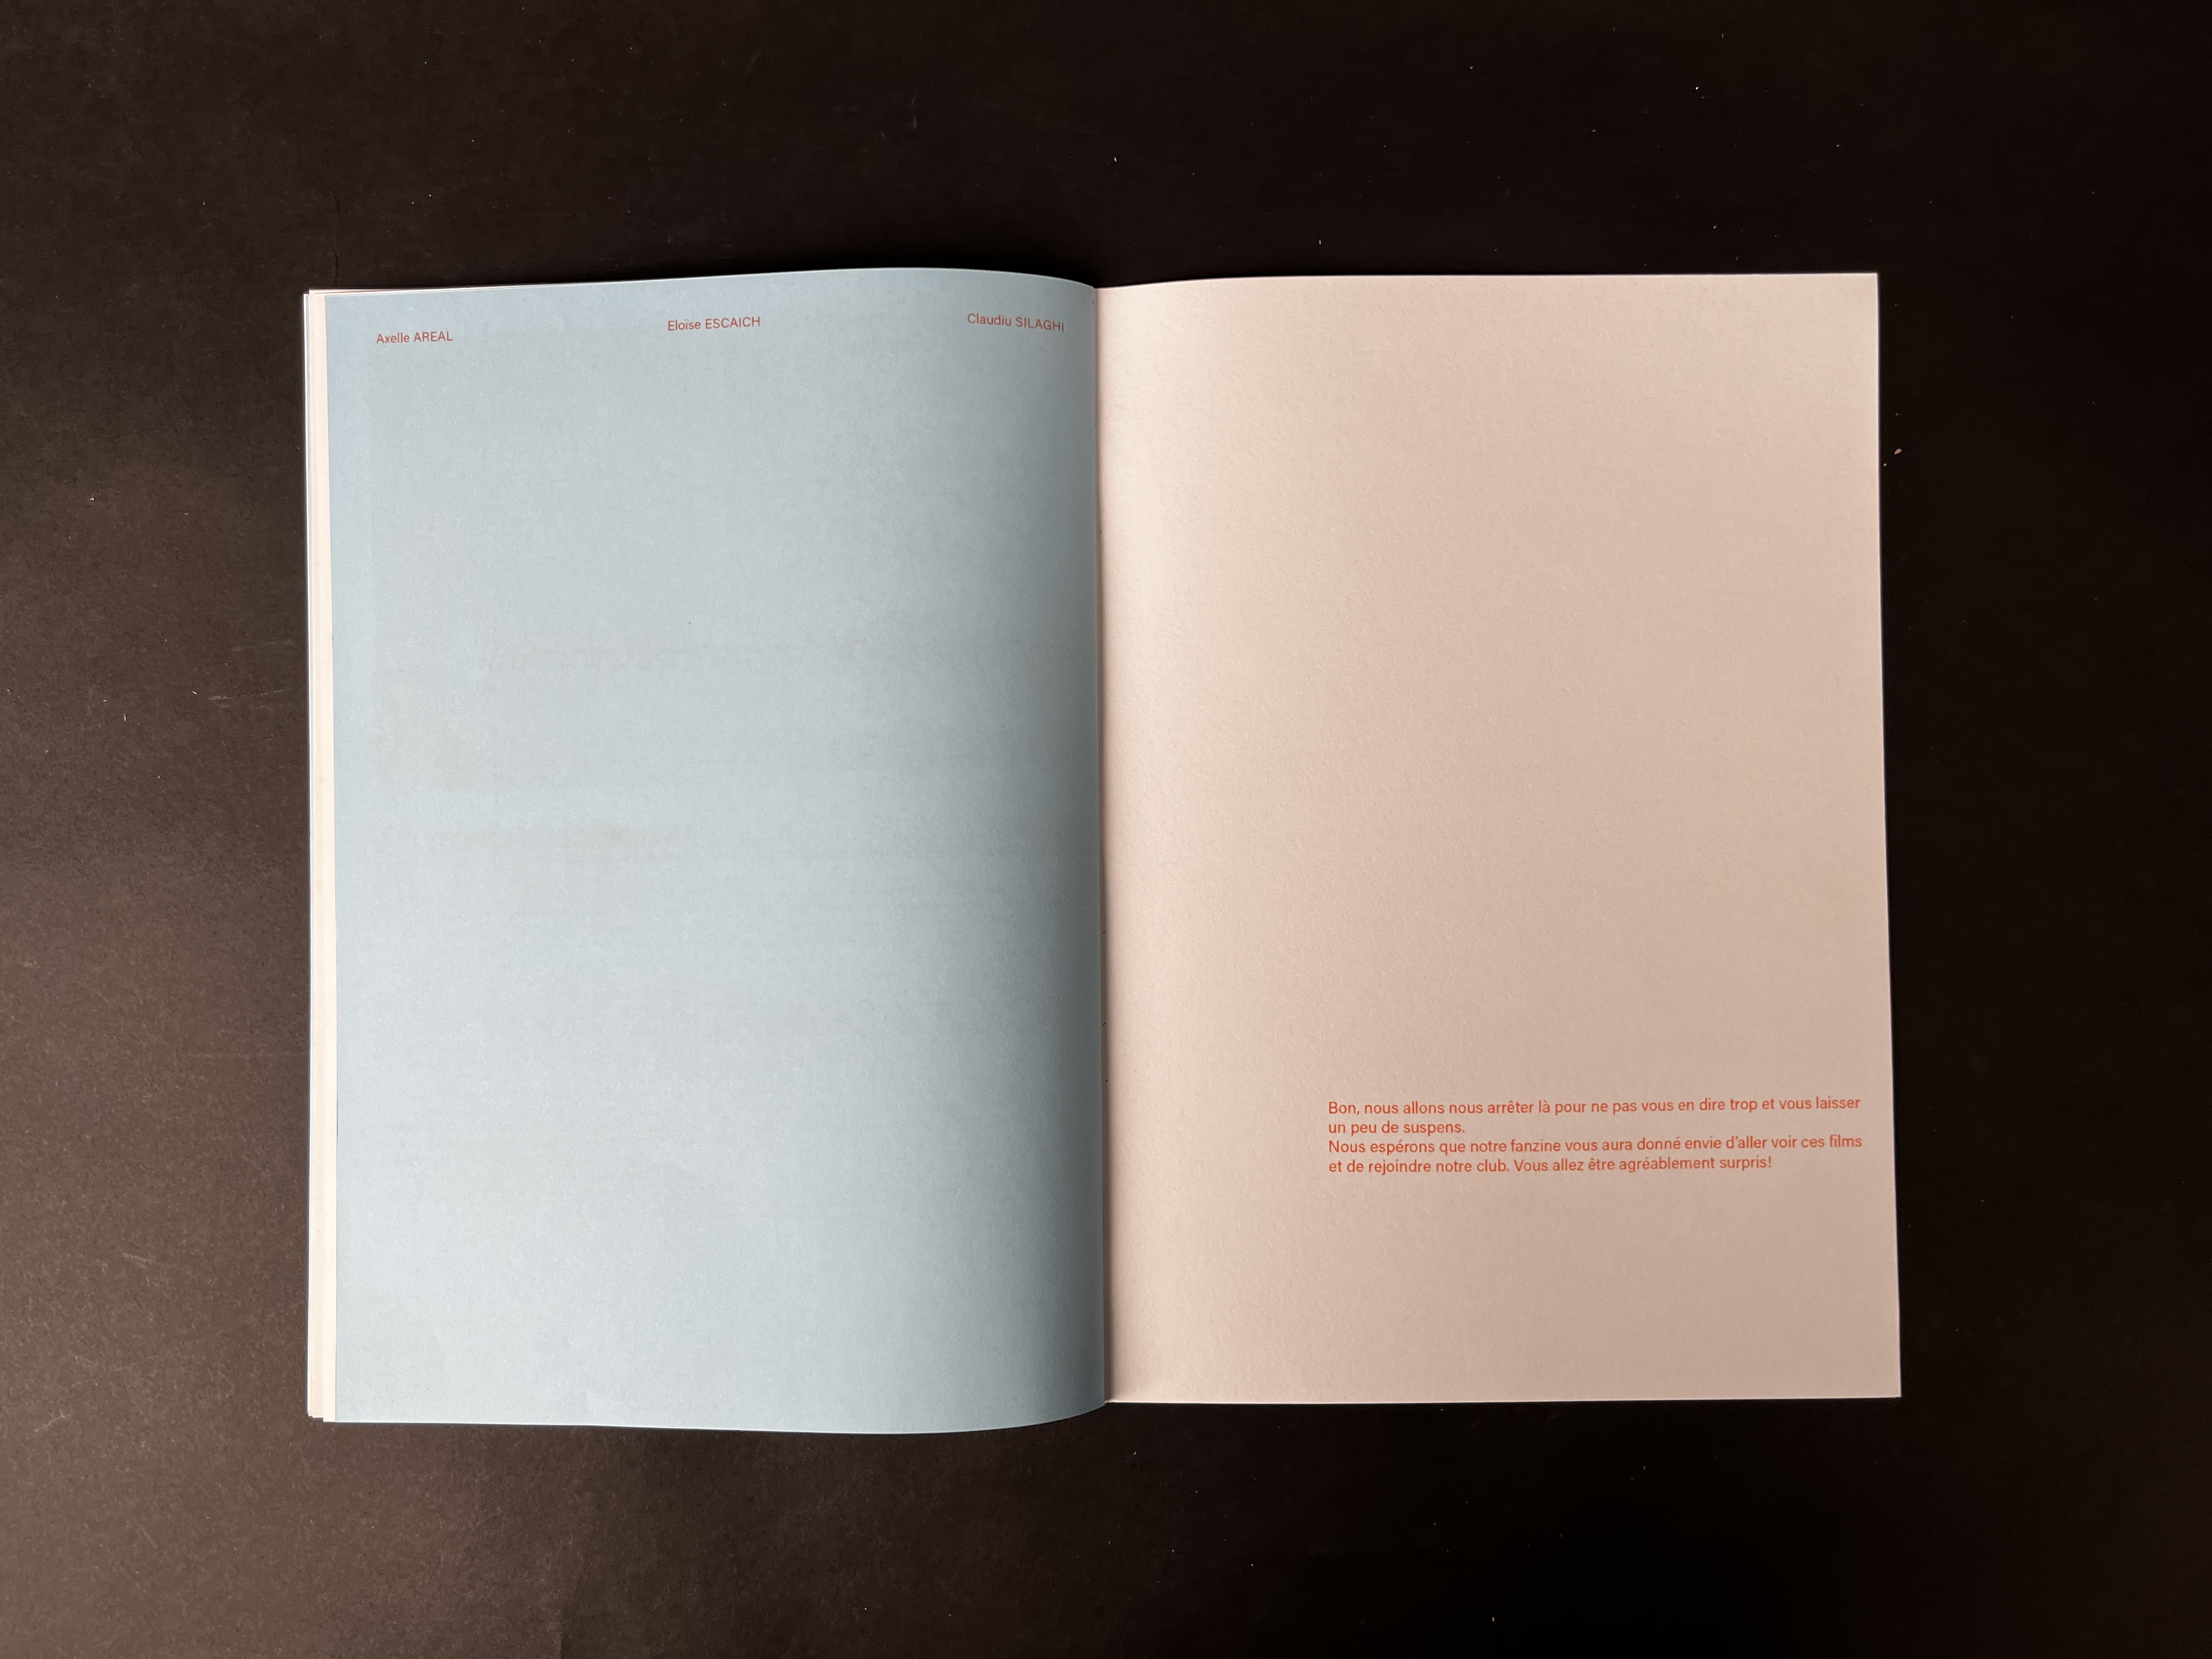 Axelle AREAL
Eloïse ESCAICH
Claudiu SILAGHI
Bon, nous allons nous arrêter là pour ne pas vous en dire trop et vous laisser
un peu de suspens.
Nous espérons que notre fanzine vous aura donné envie d'aller voir ces films
et de rejoindre notre club. Vous allez être agréablement surpris!